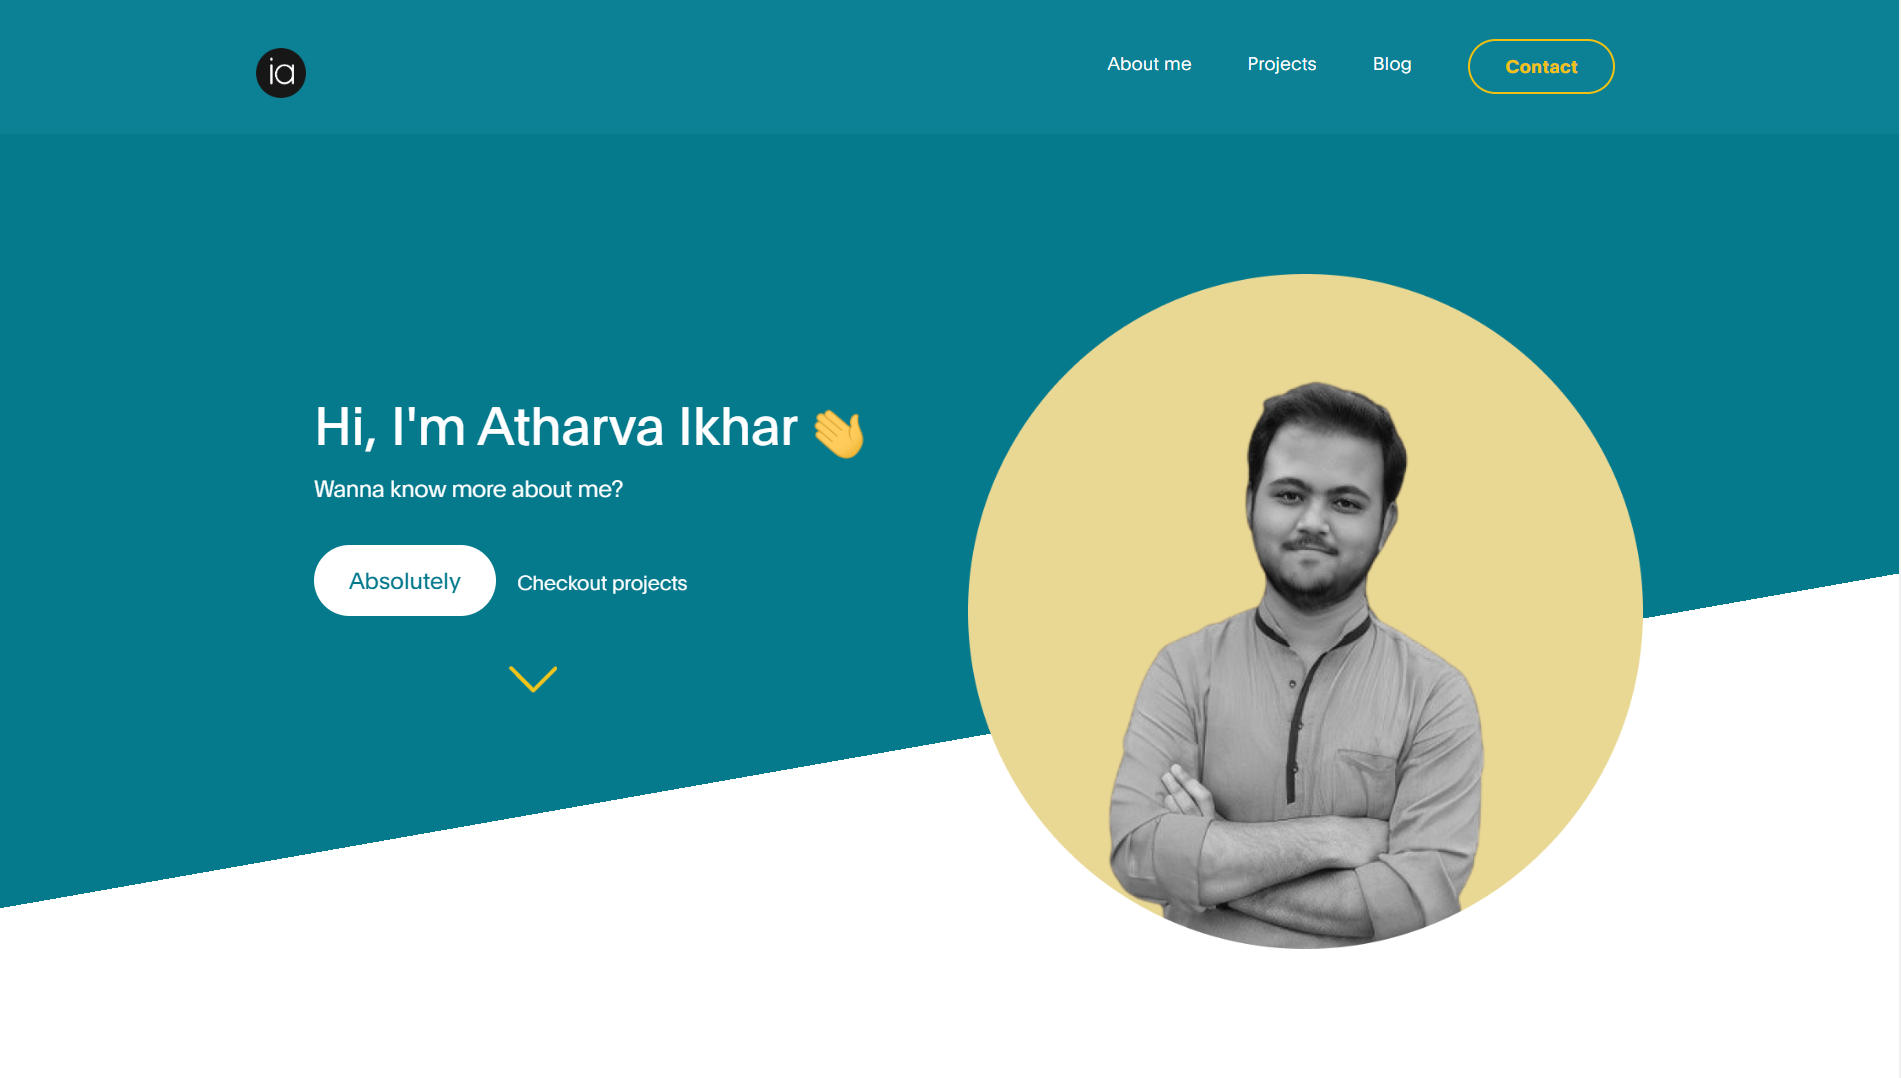 ia
About me
Projects
Blog
Contact
Hi, I'm Atharva Ikhar 👋
Wanna know more about me?
Absolutely
Checkout projects